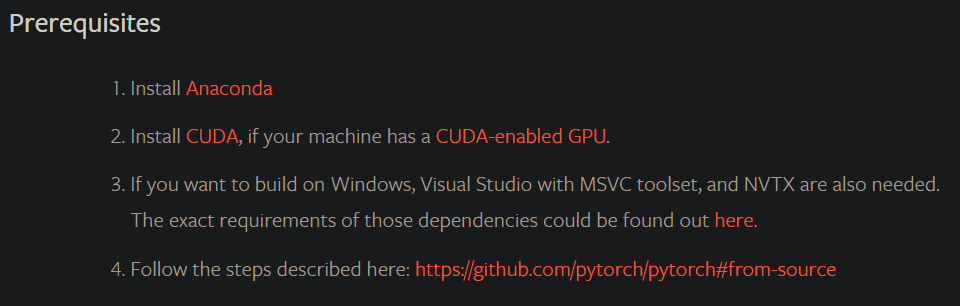 Prerequisites
1. Install Anaconda
2. Install CUDA, if your machine has a CUDA-enabled GPU.
3. If you want to build on Windows, Visual Studio with MSVC toolset, and NVTX are also needed.
The exact requirements of those dependencies could be found out here.
4. Follow the steps described here: https://github.com/pytorch/pytorch#from-source